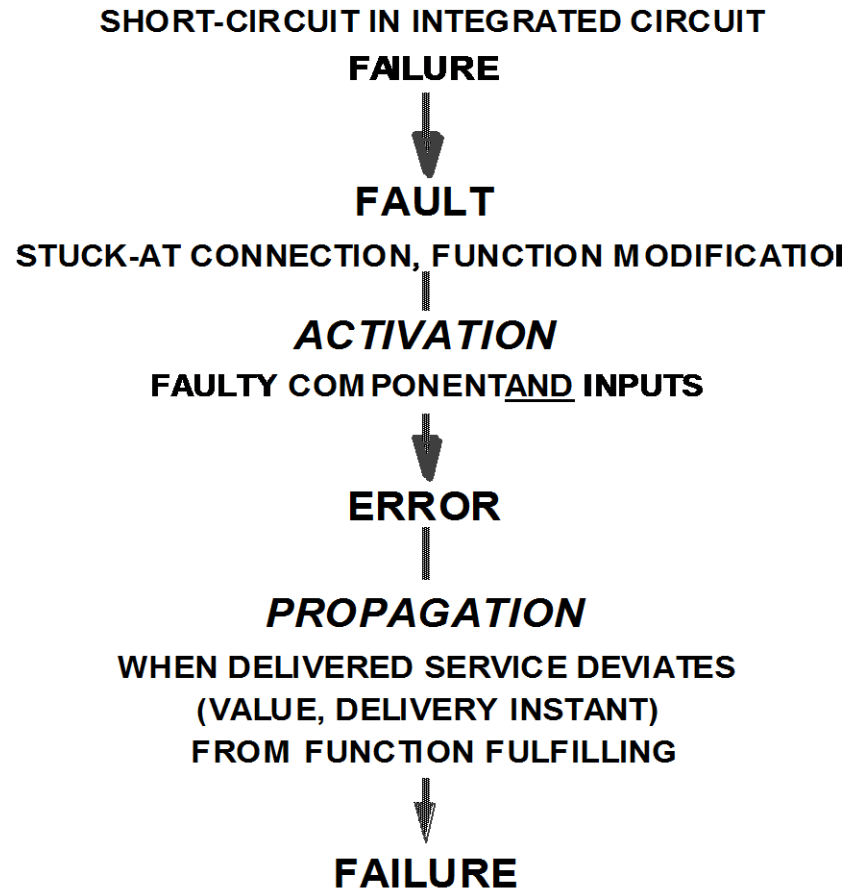 SHORT-CIRCUIT IN INTEGRATED CIRCUIT
FAILURE
FAULT
STUCK-AT CONNECTION, FUNCTION MODIFICATIO
ACTIVATION
FAULTY COMPONENT AND INPUTS
ERROR
PROPAGATION
WHEN DELIVERED SERVICE DEVIATES
(VALUE, DELIVERY INSTANT)
FROM FUNCTION FULFILLING
FAILURE